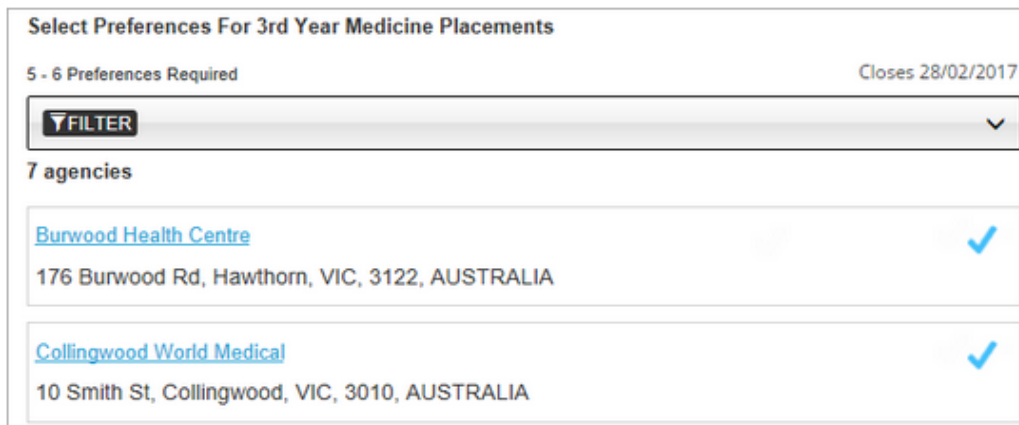 Select Preferences For 3rd Year Medicine Placements
5 - 6 Preferences Required Closes 28/02/2017
FILTER
7 agencies
Burwood Health Centre
176 Burwood Rd, Hawthorn, VIC, 3122, AUSTRALIA
Collingwood World Medical
10 Smith St, Collingwood, VIC, 3010, AUSTRALIA